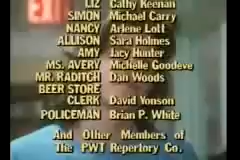 EXIT
LIZ Cathy Keenan
SIMON Michael Carry
NANCY Arlene Lott
ALLISON Sara Holmes
AMY Jacy Hunter
MS. AVERY Michelle Goodeve
MR. RADITCH Dan Woods
BEER STORE
CLERK David Yonson
POLICEMAN Brian P. White
And Other Members of
The PWT Repertory Co.